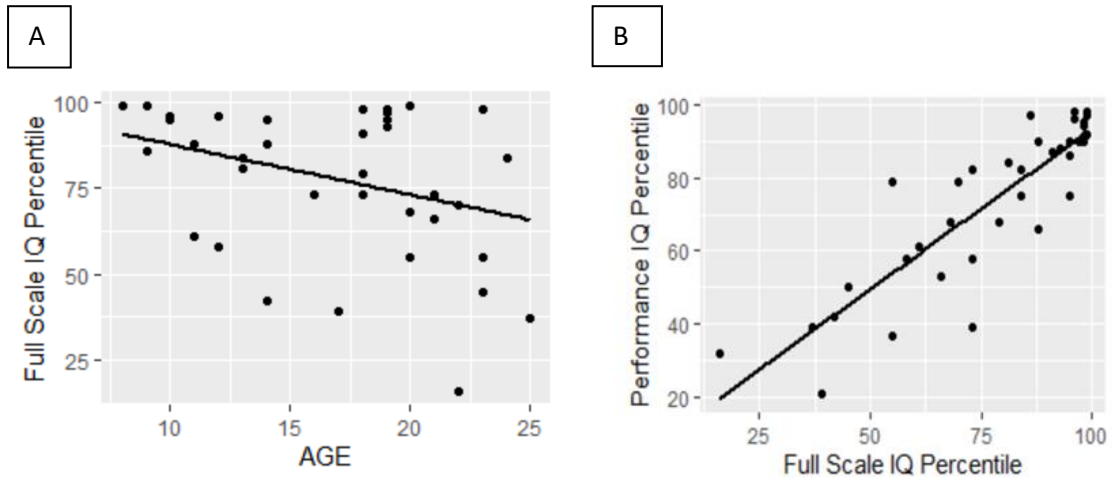 A
Full Scale IQ Percentile
100
75
50
25
10 15 20 25
AGE
B
Performance IQ Percentile
100
80
60
40
20
25 50 75 100
Full Scale IQ Percentile